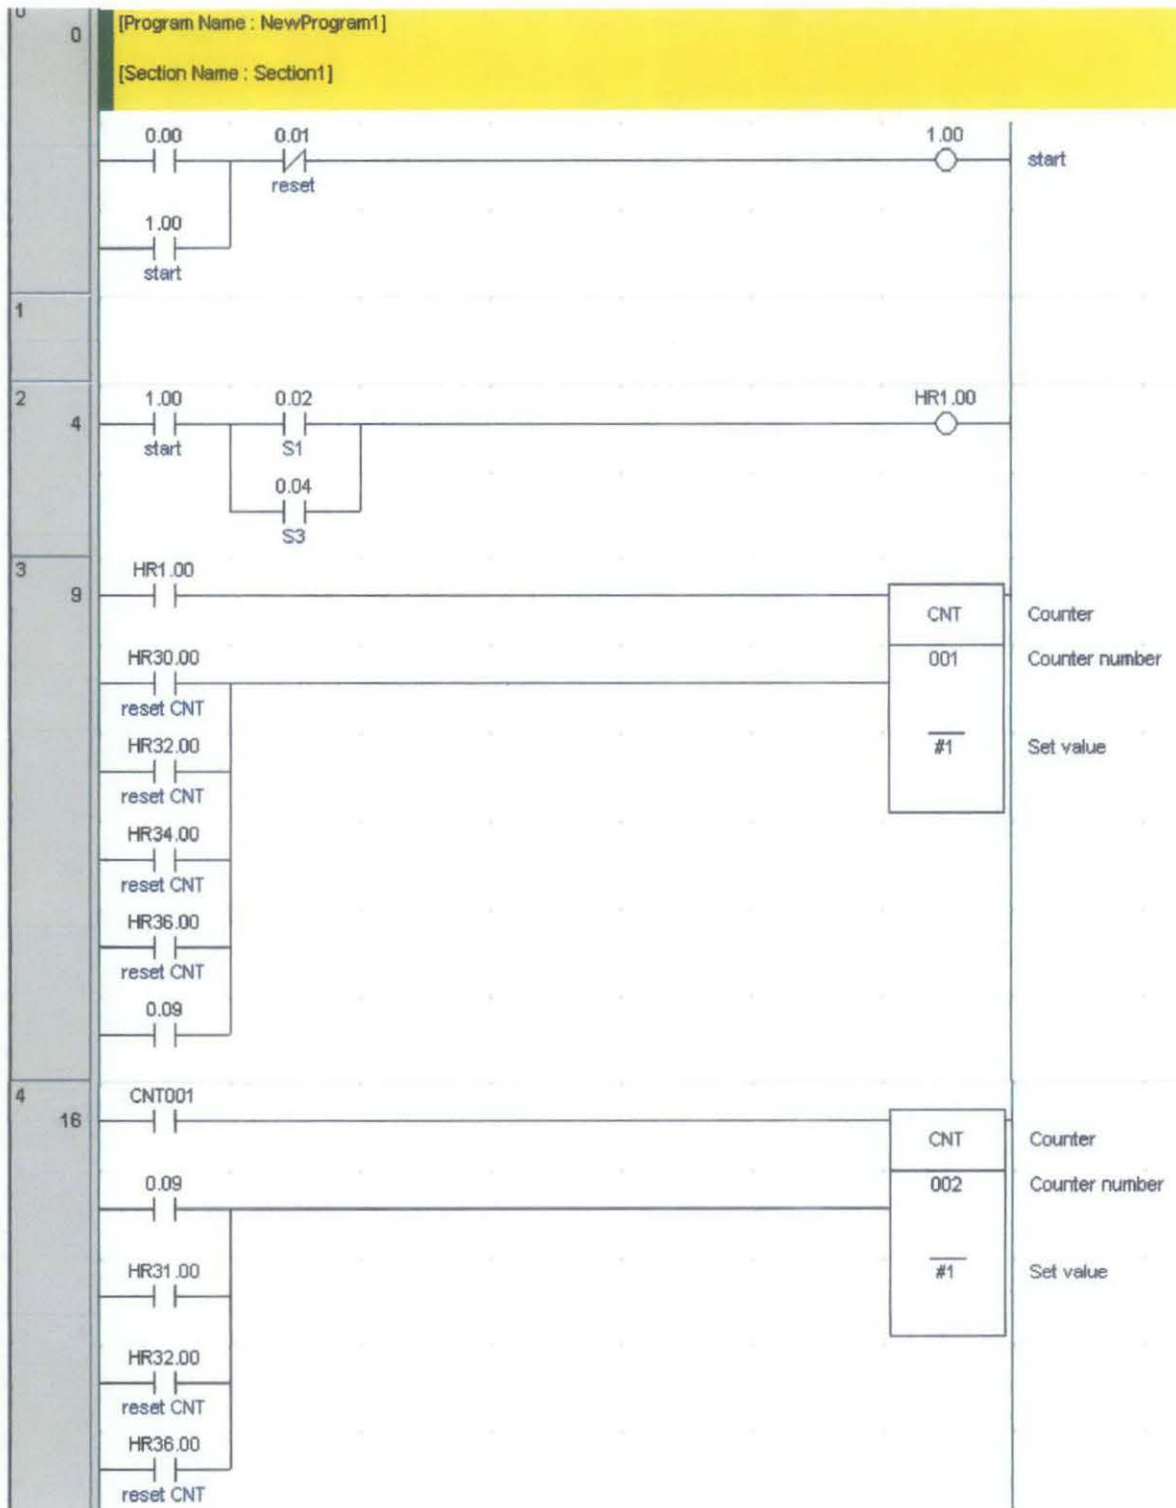 0
0
[Program Name : NewProgram1]
[Section Name : Section1]
0.00 0.01 1.00
start
reset
1.00
start
1
2
4
1.00 0.02 HR1.00
start S1
0.04
S3
3
9
HR1.00
CNT Counter
HR30.00 001 Counter number
reset CNT
HR32.00 #1 Set value
reset CNT
HR34.00
reset CNT
HR36.00
reset CNT
0.09
4
16
CNT001
CNT Counter
0.09 002 Counter number
HR31.00 #1 Set value
HR32.00
reset CNT
HR36.00
reset CNT